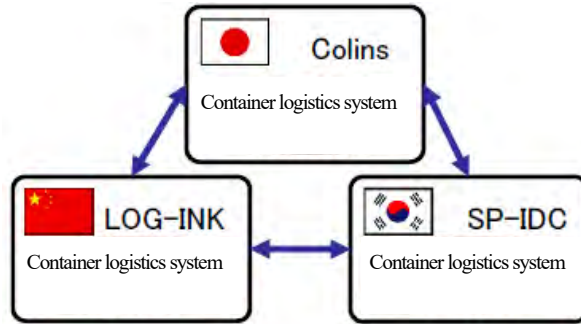 Colins
Container logistics system
LOG-INK
Container logistics system
SP-IDC
Container logistics system